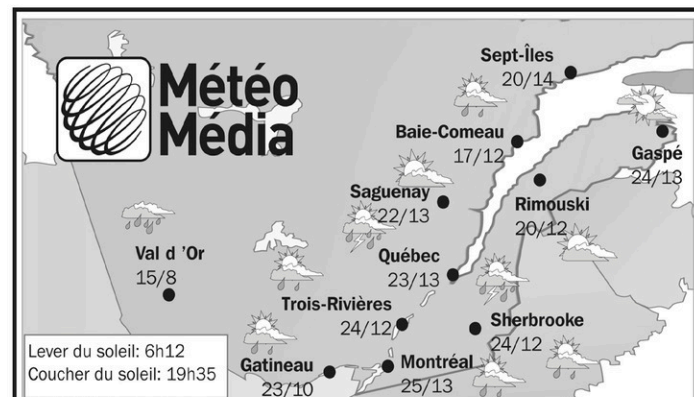 Météo
Média
Sept-Îles
20/14
Baie-Comeau
17/12
Gaspé
24/13
Saguenay
22/13
Rimouski
20/12
Val d 'Or
15/8
Québec
23/13
Trois-Rivières
24/12
Sherbrooke
24/12
Lever du soleil: 6h12
Coucher du soleil: 19h35
Gatineau
23/10
Montréal
25/13